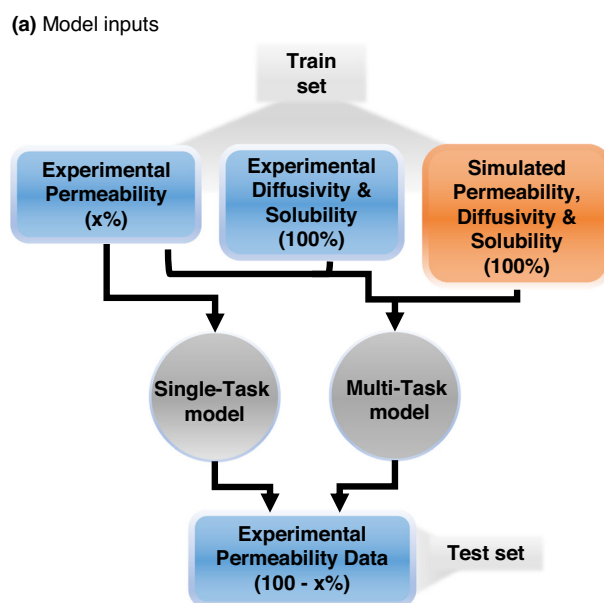 (a) Model inputs
Train
set
Experimental
Permeability
(x%)
Experimental
Diffusivity &
Solubility
(100%)
Simulated
Permeability,
Diffusivity &
Solubility
(100%)
Single-Task
model
Multi-Task
model
Experimental
Permeability Data
(100 - x%)
Test set